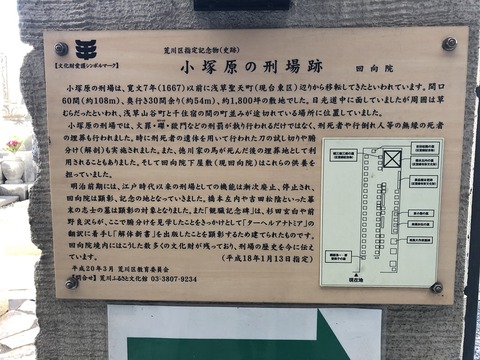 荒川区指定記念物（史跡）
【文化財愛護シンボルマーク】
小塚原の刑場跡　回向院
小塚原の刑場は、寛文7年（1667）以前に浅草聖天町（現台東区）辺りから移転してきたといわれています。間口
60間（約108m）、奥行き30間余り（約54m）、約1,800坪の敷地でした。日光道中に面していましたが周囲は草
むらだったといわれ、浅草山谷町と千住宿の間の町並みが途切れている場所に位置していました。
小塚原の刑場では、火罪・磔・獄門などの刑罰が執り行われるだけではなく、刑死者や行倒れ人等の無縁の死者
の埋葬も行われました。時に刑死者の遺体を用いて行われた刀の試し切りや腑
分け（解剖）も実施されました。また、徳川家の馬が死んだ後の埋葬地として利
用されることもありました。そして回向院下屋敷（現回向院）はこれらの供養を
担っていました。
明治前期には、江戸時代以来の刑場としての機能は漸次廃止、停止され、
回向院は顕彰、記念の地となっていきました。橋本左内や吉田松陰といった幕
末の志士の墓は顕彰の対象となりました。また「観臓記念碑」は、杉田玄白や前
野良沢らが、ここで腑分けを見学したことをきっかけとして『ターヘルアナトミア』の
翻訳に着手し『解体新書』を出版したことを顕彰するため建てられたものです。
回向院境内にはこうした数多くの文化財が残っており、刑場の歴史を今に伝え
ています。　（平成18年1月13日指定）
平成20年3月　荒川区教育委員会
【問合せ】荒川ふるさと文化館 03-3807-9234
現在地